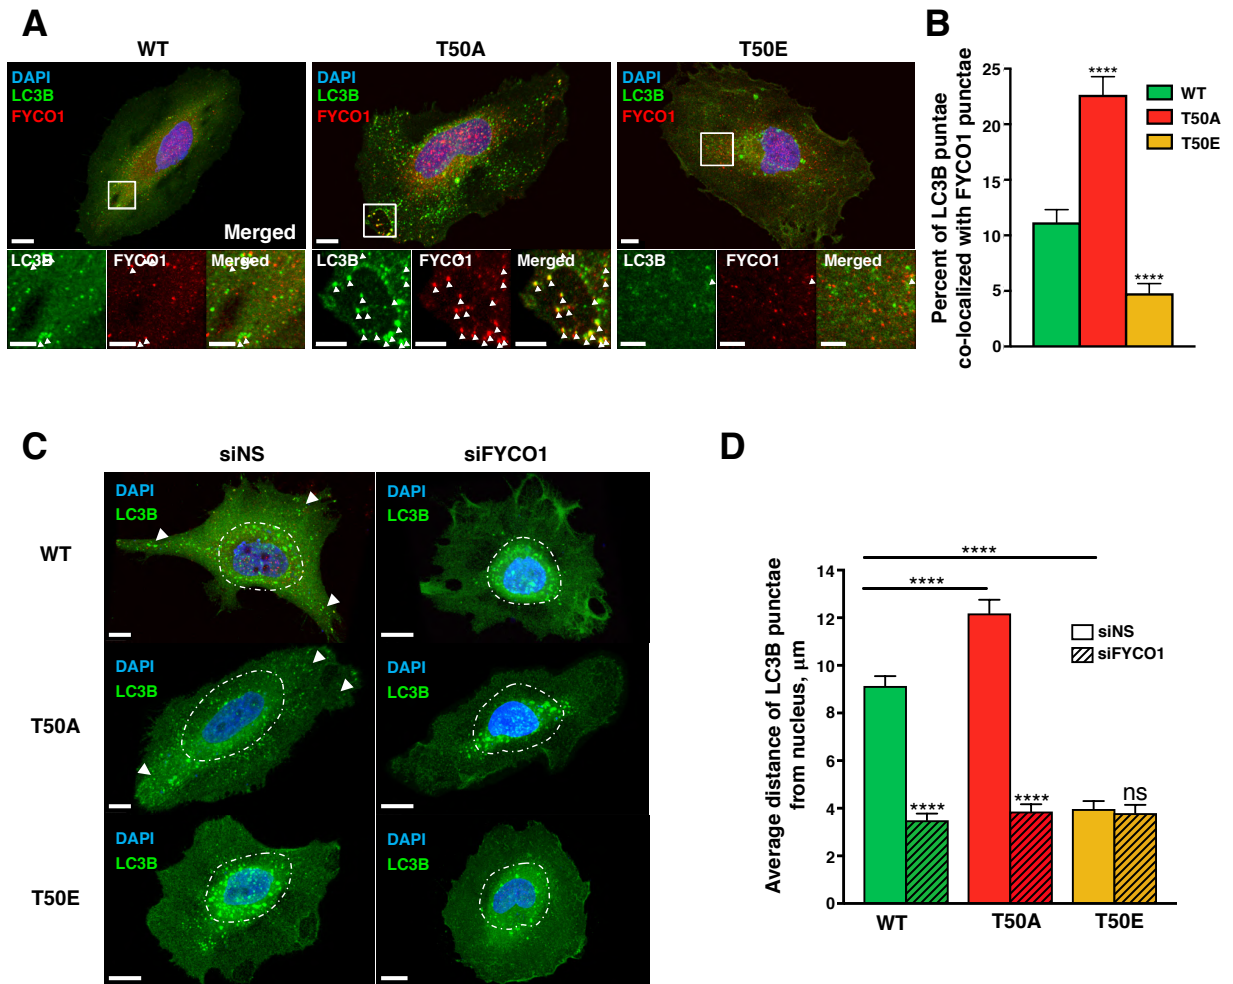 A
WT
T50A
T50E
DAPI
LC3B
FYCO1
Merged
DAPI
LC3B
FYCO1
DAPI
LC3B
FYCO1
LC3B
FYCO1
Merged
LC3B
FYCO1
Merged
LC3B
FYCO1
Merged
B
Percent of LC3B puntae
co-localized with FYCO1 punctae
25
20
15
10
5
0
****
****
WT
T50A
T50E
C
siNS
siFYCO1
WT
DAPI
LC3B
DAPI
LC3B
T50A
DAPI
LC3B
DAPI
LC3B
T50E
DAPI
LC3B
DAPI
LC3B
D
Average distance of LC3B punctae
from nucleus, μm
14
12
10
8
6
4
2
0
****
****
****
****
ns
siNS
siFYCO1
WT
T50A
T50E